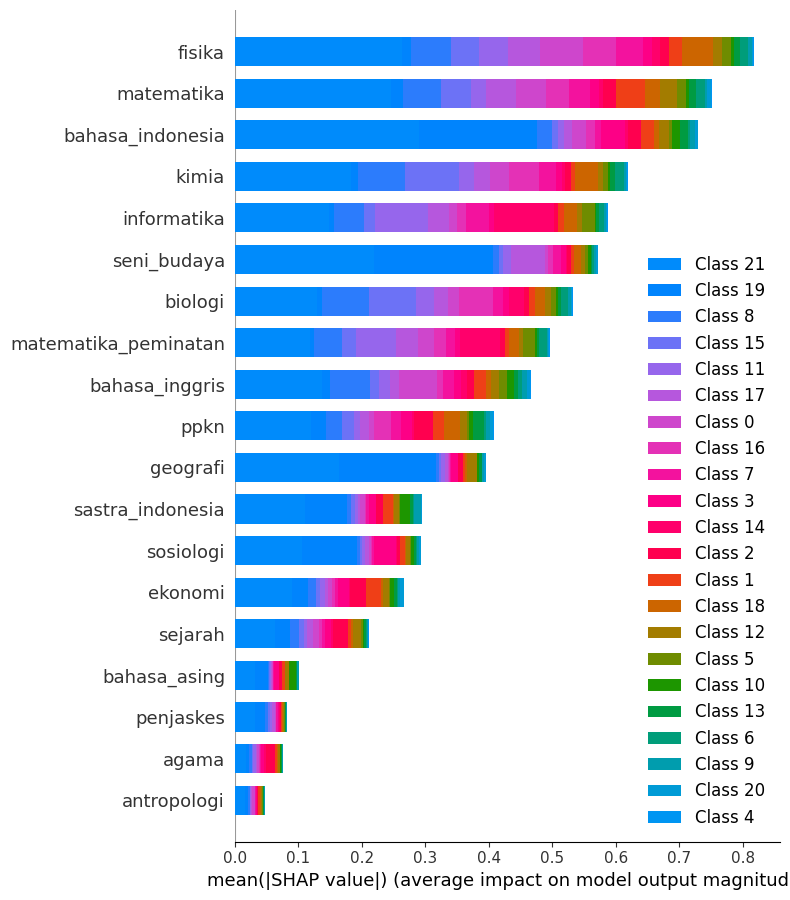 fisika
matematika
bahasa_indonesia
kimia
informatika
seni_budaya
biologi
matematika_peminatan
bahasa_inggris
ppkn
geografi
sastra_indonesia
sosiologi
ekonomi
sejarah
bahasa_asing
penjaskes
agama
antropologi
Class 21
Class 19
Class 8
Class 15
Class 11
Class 17
Class 0
Class 16
Class 7
Class 3
Class 14
Class 2
Class 1
Class 18
Class 12
Class 5
Class 10
Class 13
Class 6
Class 9
Class 20
Class 4
0.0 0.1 0.2 0.3 0.4 0.5 0.6 0.7 0.8
mean(|SHAP value|) (average impact on model output magnitud